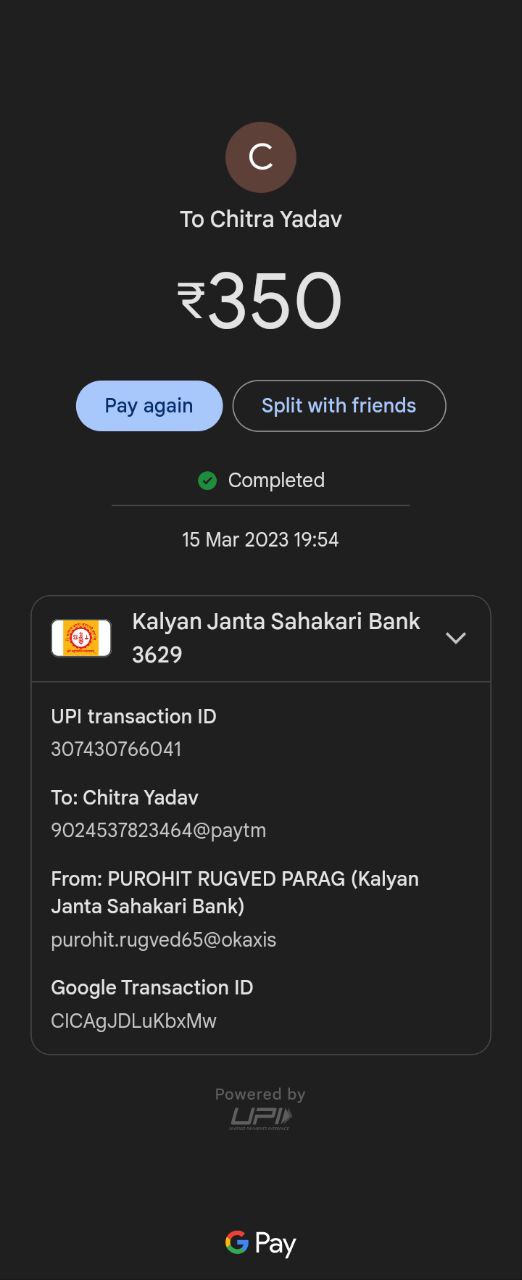 C
To Chitra Yadav
₹350
Pay again
Split with friends
Completed
15 Mar 2023 19:54
Kalyan Janta Sahakari Bank
3629
UPI transaction ID
307430766041
To: Chitra Yadav
9024537823464@paytm
From: PUROHIT RUGVED PARAG (Kalyan
Janta Sahakari Bank)
purohit.rugved65@okaxis
Google Transaction ID
CICAgJDLuKbxMw
Powered by
UPI
G Pay